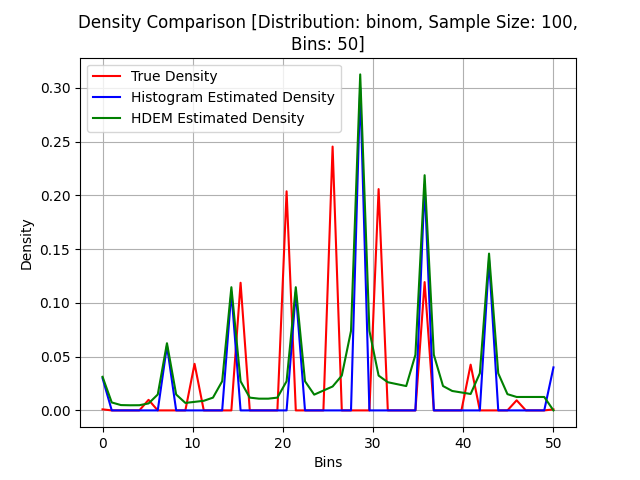 Density Comparison [Distribution: binom, Sample Size: 100,
Bins: 50]
True Density
Histogram Estimated Density
HDEM Estimated Density
Density
0.30
0.25
0.20
0.15
0.10
0.05
0.00
0 10 20 30 40 50
Bins